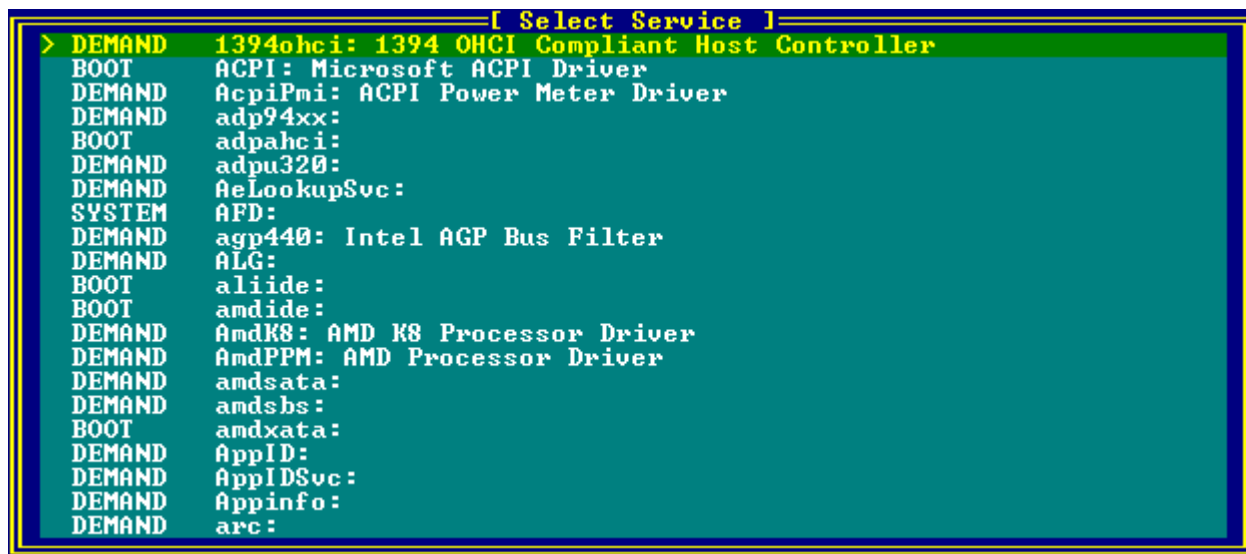 [ Select Service ]
> DEMAND 1394ohci: 1394 OHCI Compliant Host Controller
BOOT ACPI: Microsoft ACPI Driver
DEMAND AcpiPmi: ACPI Power Meter Driver
DEMAND adp94xx:
BOOT adpahci:
DEMAND adpu320:
DEMAND AeLookupSvc:
SYSTEM AFD:
DEMAND agp440: Intel AGP Bus Filter
DEMAND ALG:
BOOT aliide:
BOOT amdide:
DEMAND AmdK8: AMD K8 Processor Driver
DEMAND AmdPPM: AMD Processor Driver
DEMAND amdsata:
DEMAND amdsbs:
BOOT amdxata:
DEMAND AppID:
DEMAND AppIDSvc:
DEMAND Appinfo:
DEMAND arc: